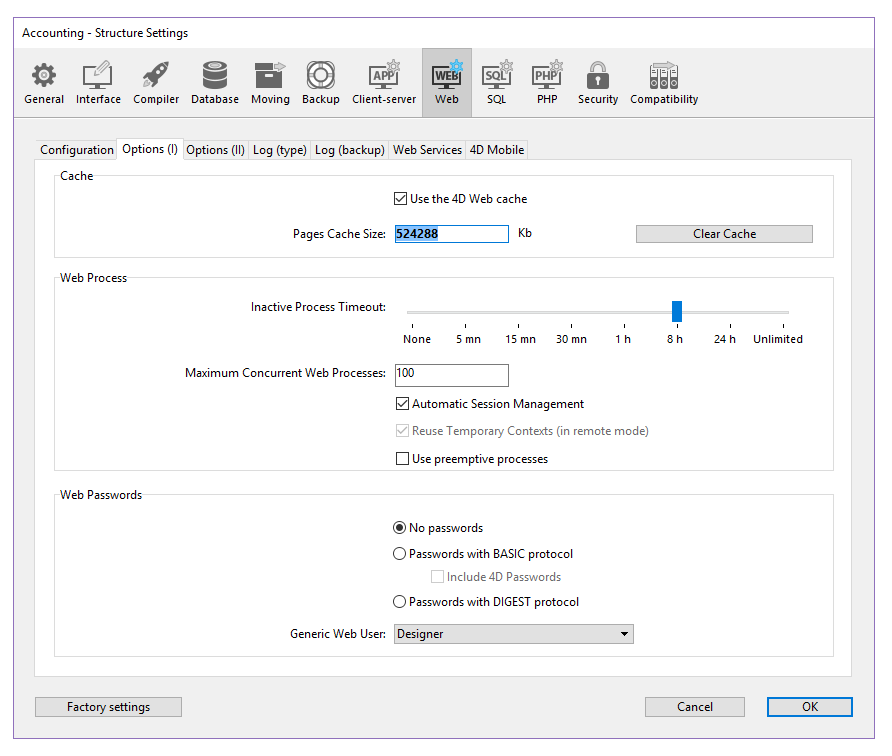 Accounting - Structure Settings
APP WEB SQL PHP
General Interface Compiler Database Moving Backup Client-server Web SQL PHP Security Compatibility
Configuration Options (I) Options (II) Log (type) Log (backup) Web Services 4D Mobile
Cache
Use the 4D Web cache
Pages Cache Size: 524288 Kb Clear Cache
Web Process
Inactive Process Timeout:
None 5 mn 15 mn 30 mn 1 h 8 h 24 h Unlimited
Maximum Concurrent Web Processes: 100
Automatic Session Management
Reuse Temporary Contexts (in remote mode)
Use preemptive processes
Web Passwords
No passwords
Passwords with BASIC protocol
Include 4D Passwords
Passwords with DIGEST protocol
Generic Web User: Designer
Factory settings Cancel OK